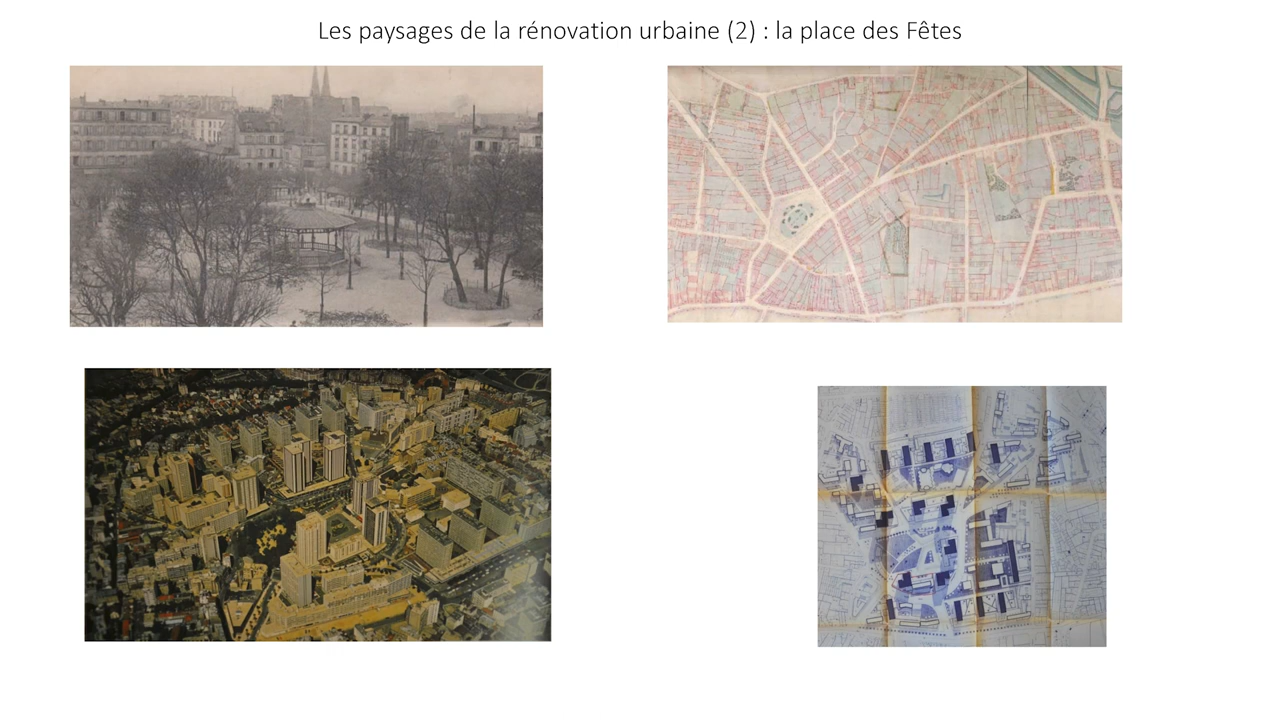 Les paysages de la rénovation urbaine (2) : la place des Fêtes